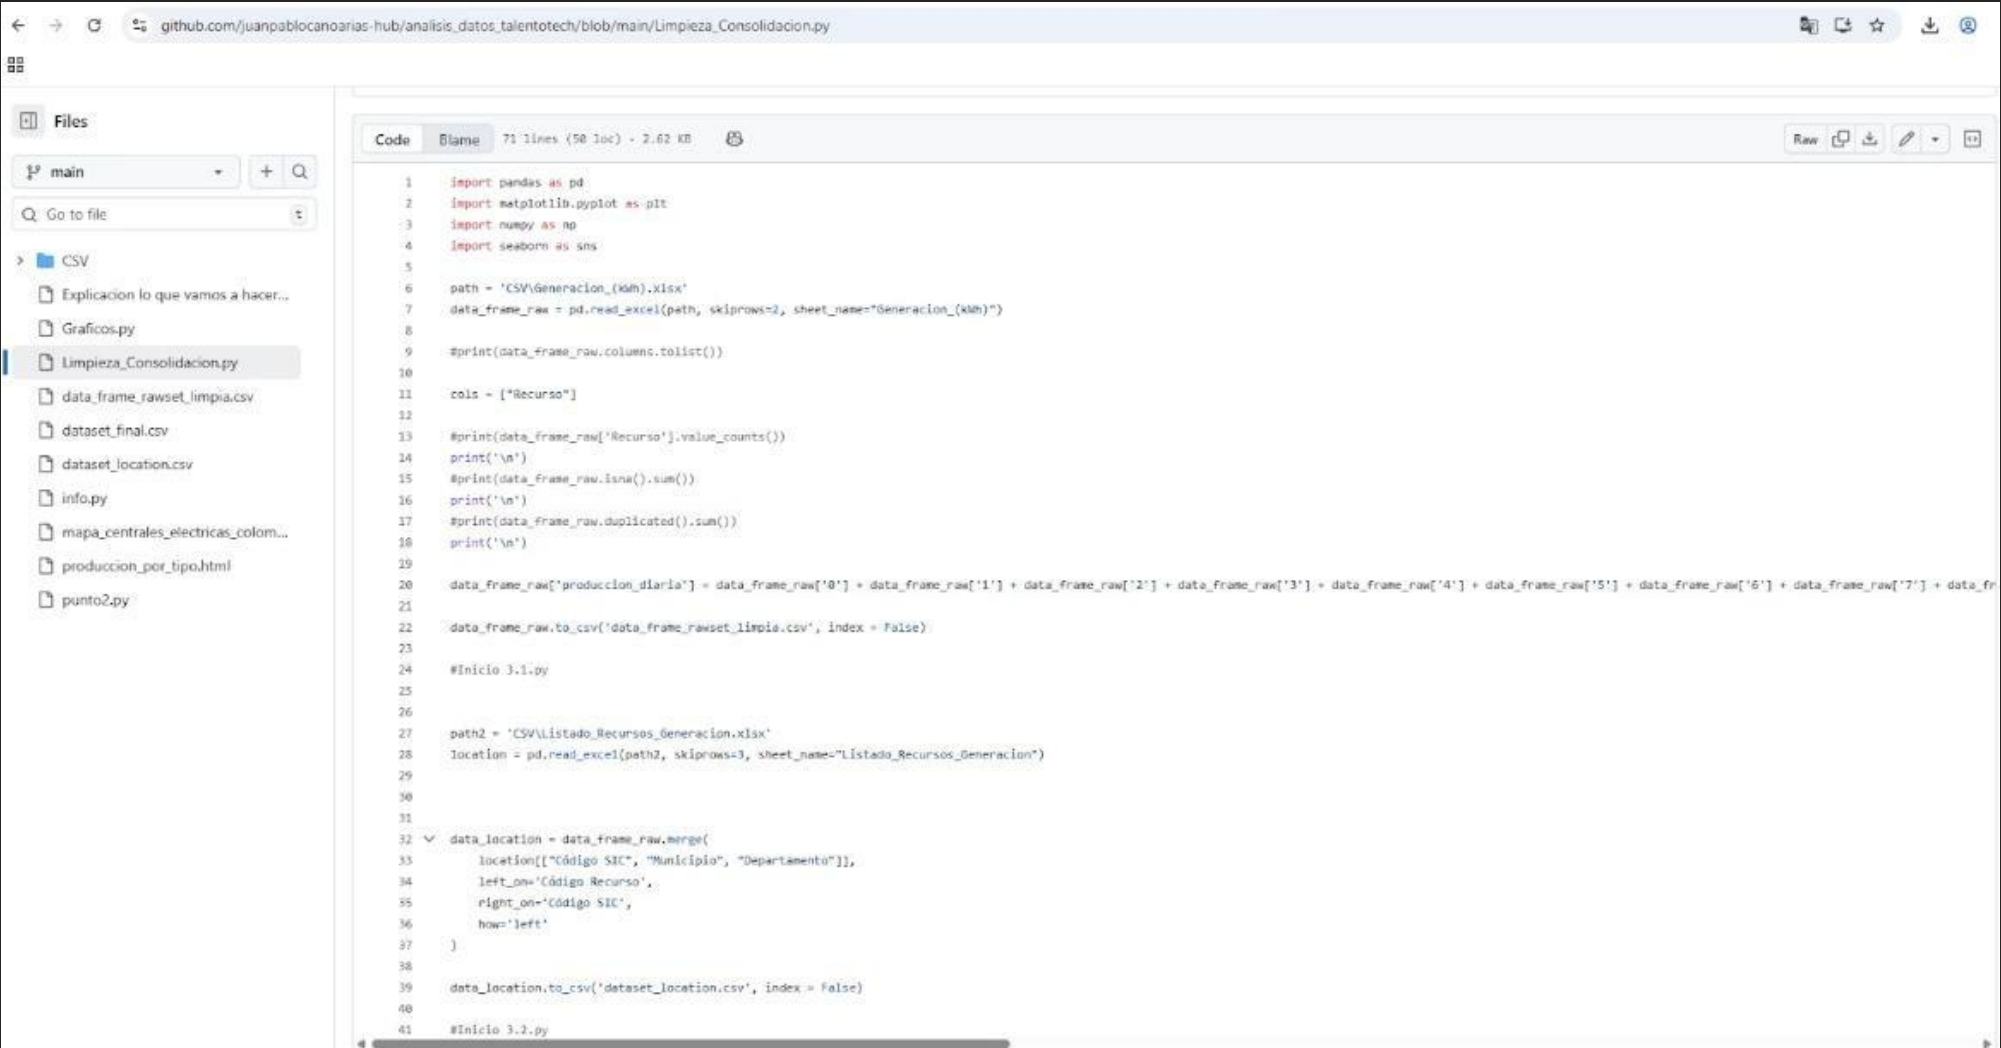 github.com/juanpablocanoarias-hub/analisis_datos_talentotech/blob/main/Limpieza_Consolidacion.py
Files
main
Go to file
t
CSV
Explicacion lo que vamos a hacer...
Graficos.py
Limpieza_Consolidacion.py
data_frame_rawset_limpia.csv
dataset_final.csv
dataset_location.csv
info.py
mapa_centrales_electricas_colom...
produccion_por_tipo.html
punto2.py
Code Blame 71 lines (50 loc) · 2.62 KB
Raw
1 import pandas as pd
2 import matplotlib.pyplot as plt
3 import numpy as np
4 import seaborn as sns
5
6 path = 'CSV\Generacion_(kWh).xlsx'
7 data_frame_raw = pd.read_excel(path, skiprows=2, sheet_name="Generacion_(kWh)")
8
9 #print(data_frame_raw.columns.tolist())
10
11 cols = ["Recurso"]
12
13 #print(data_frame_raw['Recurso'].value_counts())
14 print('\n')
15 #print(data_frame_raw.isna().sum())
16 print('\n')
17 #print(data_frame_raw.duplicated().sum())
18 print('\n')
19
20 data_frame_raw['produccion_diaria'] = data_frame_raw['0'] + data_frame_raw['1'] + data_frame_raw['2'] + data_frame_raw['3'] + data_frame_raw['4'] + data_frame_raw['5'] + data_frame_raw['6'] + data_frame_raw['7'] + data_fr
21
22 data_frame_raw.to_csv('data_frame_rawset_limpia.csv', index = False)
23
24 #Inicio 3.1.py
25
26
27 path2 = 'CSV\Listado_Recursos_Generacion.xlsx'
28 location = pd.read_excel(path2, skiprows=3, sheet_name="Listado_Recursos_Generacion")
29
30
31
32 data_location = data_frame_raw.merge(
33 location[["Código SIC", "Municipio", "Departamento"]],
34 left_on='Código Recurso',
35 right_on='Código SIC',
36 how='left'
37 )
38
39 data_location.to_csv('dataset_location.csv', index = False)
40
41 #Inicio 3.2.py